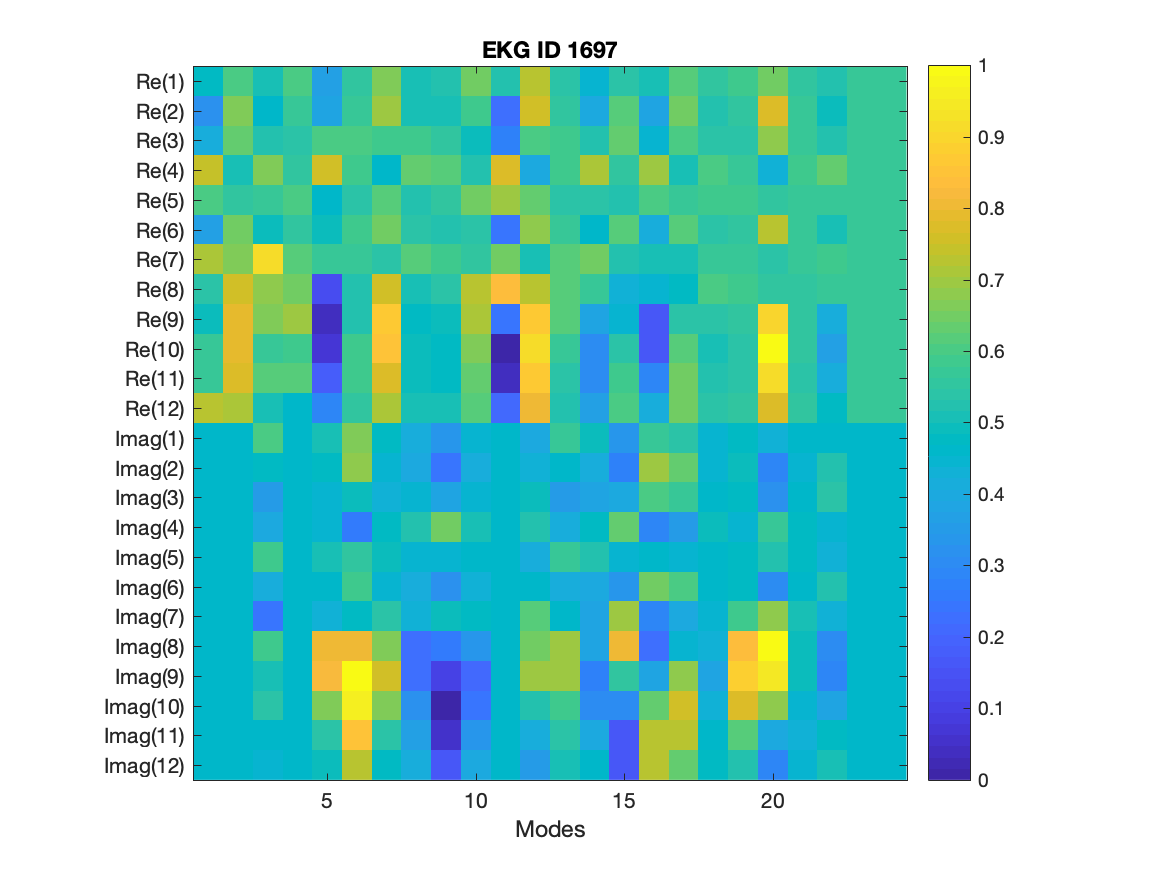 EKG ID 1697
Re(1)
Re(2)
Re(3)
Re(4)
Re(5)
Re(6)
Re(7)
Re(8)
Re(9)
Re(10)
Re(11)
Re(12)
Imag(1)
Imag(2)
Imag(3)
Imag(4)
Imag(5)
Imag(6)
Imag(7)
Imag(8)
Imag(9)
Imag(10)
Imag(11)
Imag(12)
5 10 15 20
Modes
1
0.9
0.8
0.7
0.6
0.5
0.4
0.3
0.2
0.1
0